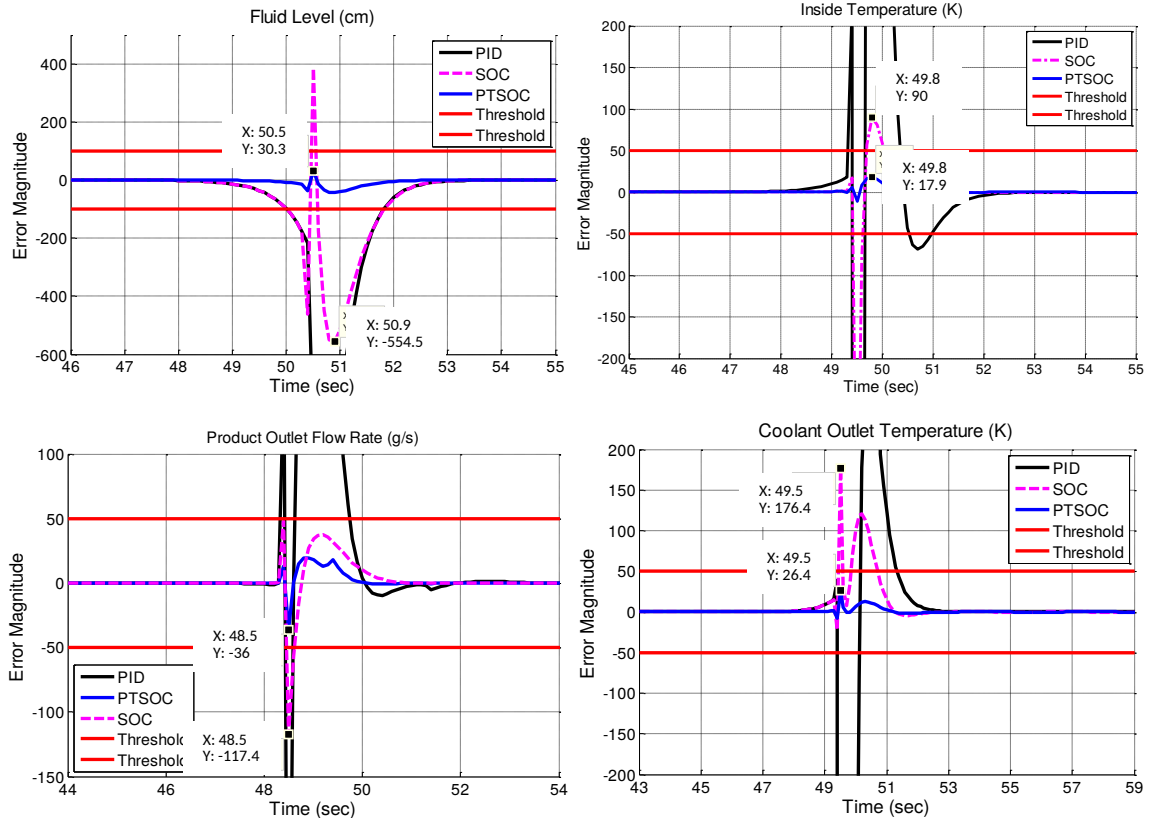 Fluid Level (cm)
Error Magnitude
400
200
0
-200
-400
-600
46
47
48
49
50
51
52
53
54
55
Time (sec)
PID
SOC
PTSOC
Threshold
Threshold
X: 50.5
Y: 30.3
X: 50.9
Y: -554.5
Inside Temperature (K)
Error Magnitude
200
150
100
50
0
-50
-100
-150
-200
45
46
47
48
49
50
51
52
53
54
55
Time (sec)
PID
SOC
PTSOC
Threshold
Threshold
X: 49.8
Y: 90
X: 49.8
Y: 17.9
Product Outlet Flow Rate (g/s)
Error Magnitude
100
50
0
-50
-100
-150
44
46
48
50
52
54
Time (sec)
PID
PTSOC
SOC
Threshold
Threshold
X: 48.5
Y: -36
X: 48.5
Y: -117.4
Coolant Outlet Temperature (K)
Error Magnitude
200
150
100
50
0
-50
-100
-150
-200
43
45
47
49
51
53
55
57
59
Time (sec)
PID
SOC
PTSOC
Threshold
Threshold
X: 49.5
Y: 176.4
X: 49.5
Y: 26.4